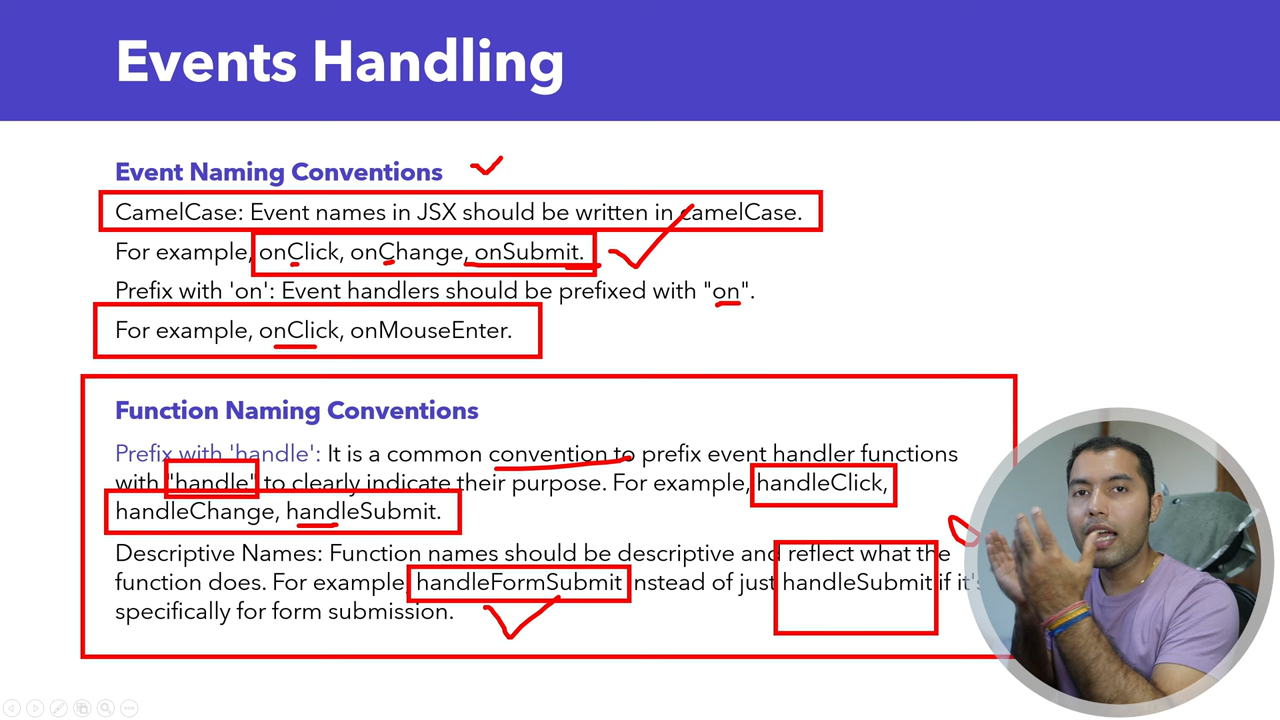 Events Handling
Event Naming Conventions
CamelCase: Event names in JSX should be written in camelCase.
For example, onClick, onChange, onSubmit.
Prefix with 'on': Event handlers should be prefixed with "on".
For example, onClick, onMouseEnter.
Function Naming Conventions
Prefix with 'handle': It is a common convention to prefix event handler functions
with "handle" to clearly indicate their purpose. For example, handleClick,
handleChange, handleSubmit.
Descriptive Names: Function names should be descriptive and reflect what the
function does. For example, handleFormSubmit instead of just handleSubmit if it's
specifically for form submission.